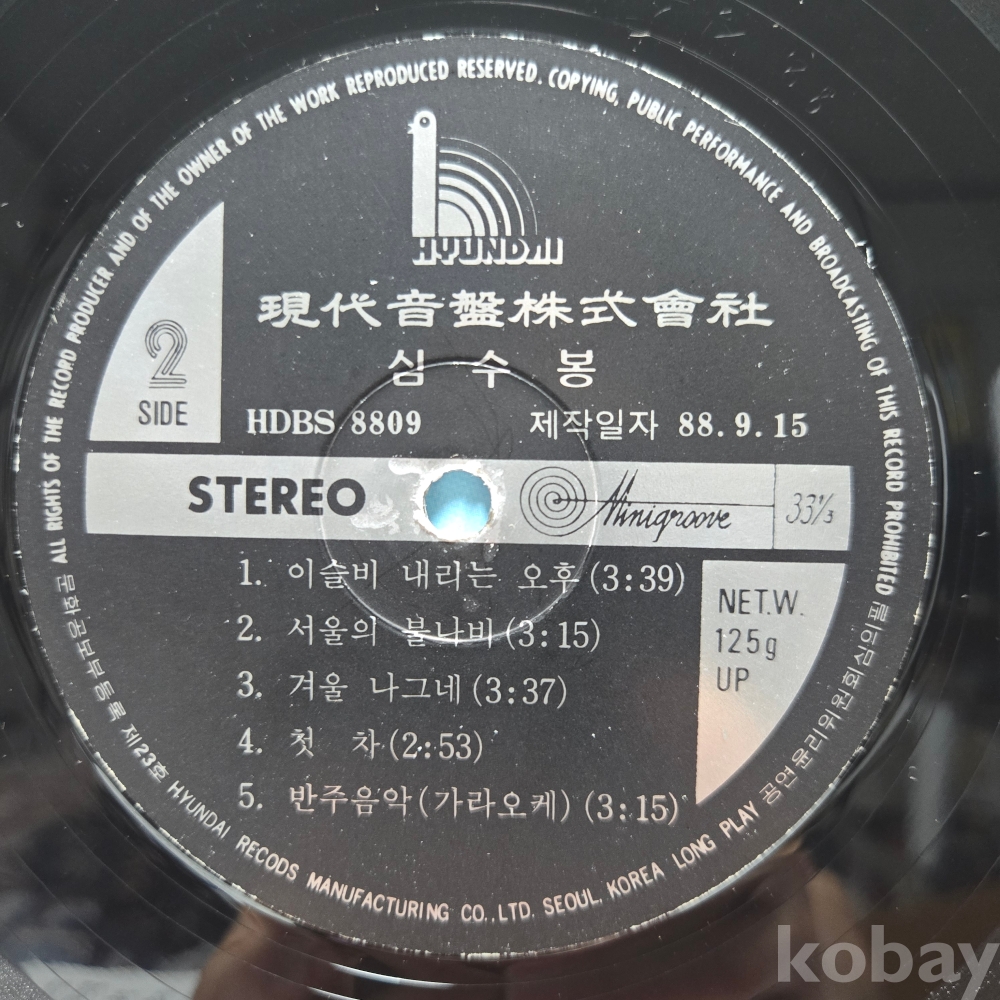 ALL RIGHTS OF THE RECORD PRODUCER AND OF THE OWNER OF THE WORK REPRODUCED RESERVED. COPYING, PUBLIC PERFORMANCE AND BROADCASTING OF THIS RECORD PROHIBITED
HYUNDAI
現代音盤株式會社
심 수 봉
2
SIDE
HDBS 8809 제작일자 88.9.15
STEREO Minigroove 33⅓
1. 이슬비 내리는 오후 (3:39)
2. 서울의 불나비 (3:15)
3. 겨울 나그네 (3:37)
4. 첫 차 (2:53)
5. 반주음악(가라오케) (3:15)
NET.W.
125g
UP
문화공보부등록 제23호 HYUNDAI RECODS MANUFACTURING CO.,LTD. SEOUL, KOREA LONG PLAY 공연윤리위원회심의필
kobay